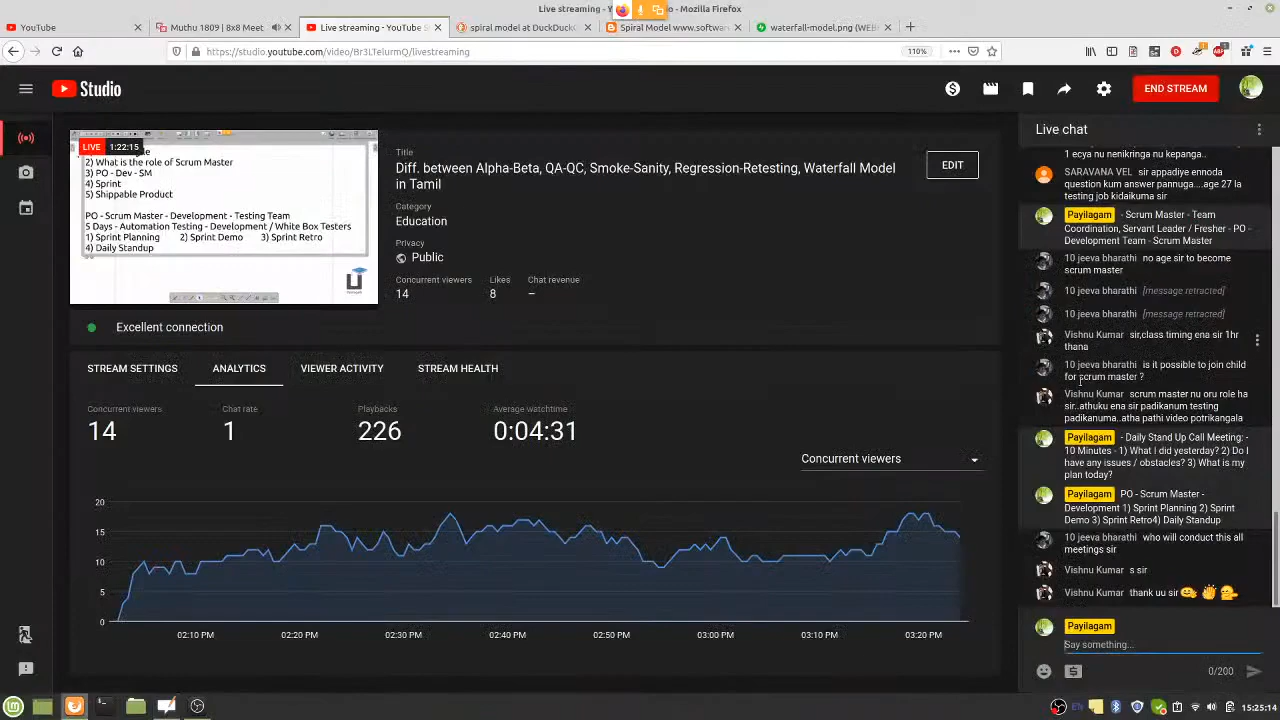 Live streaming - YouTube S
o - Mozilla Firefox
YouTube
Muthu 1809 | 8x8 Meet
Live streaming - YouTube S
spiral model at DuckDuckG
Spiral Model www.software
waterfall-model.png (WEB
https://studio.youtube.com/video/Br3LTelurmQ/livestreaming
110%
Studio
END STREAM
LIVE 1:22:15
2) What is the role of Scrum Master
3) PO - Dev - SM
4) Sprint
5) Shippable Product
PO - Scrum Master - Development - Testing Team
5 Days - Automation Testing - Development / White Box Testers
1) Sprint Planning 2) Sprint Demo 3) Sprint Retro
4) Daily Standup
Title
Diff. between Alpha-Beta, QA-QC, Smoke-Sanity, Regression-Retesting, Waterfall Model
in Tamil
EDIT
Category
Education
Privacy
Public
Concurrent viewers Likes Chat revenue
14 8 –
Excellent connection
STREAM SETTINGS ANALYTICS VIEWER ACTIVITY STREAM HEALTH
Concurrent viewers Chat rate Playbacks Average watchtime
14 1 226 0:04:31
Concurrent viewers
20
15
10
5
0
02:10 PM 02:20 PM 02:30 PM 02:40 PM 02:50 PM 03:00 PM 03:10 PM 03:20 PM
Live chat
1 ecya nu nenikringa nu kepanga..
SARAVANA VEL sir appadiye ennoda
question kum answer pannuga....age 27 la
testing job kidaikuma sir
Payilagam - Scrum Master - Team
Coordination, Servant Leader / Fresher - PO -
Development Team - Scrum Master
10 jeeva bharathi no age sir to become
scrum master
10 jeeva bharathi [message retracted]
10 jeeva bharathi [message retracted]
Vishnu Kumar sir,class timing ena sir 1hr
thana
10 jeeva bharathi is it possible to join child
for scrum master ?
Vishnu Kumar scrum master nu oru role ha
sir..athuku ena sir padikanum testing
padikanuma..atha pathi video potrikangala
Payilagam - Daily Stand Up Call Meeting: -
10 Minutes - 1) What I did yesterday? 2) Do I
have any issues / obstacles? 3) What is my
plan today?
Payilagam PO - Scrum Master -
Development 1) Sprint Planning 2) Sprint
Demo 3) Sprint Retro4) Daily Standup
10 jeeva bharathi who will conduct this all
meetings sir
Vishnu Kumar s sir
Vishnu Kumar thank uu sir
Payilagam
Say something...
0/200
EN
15:25:14